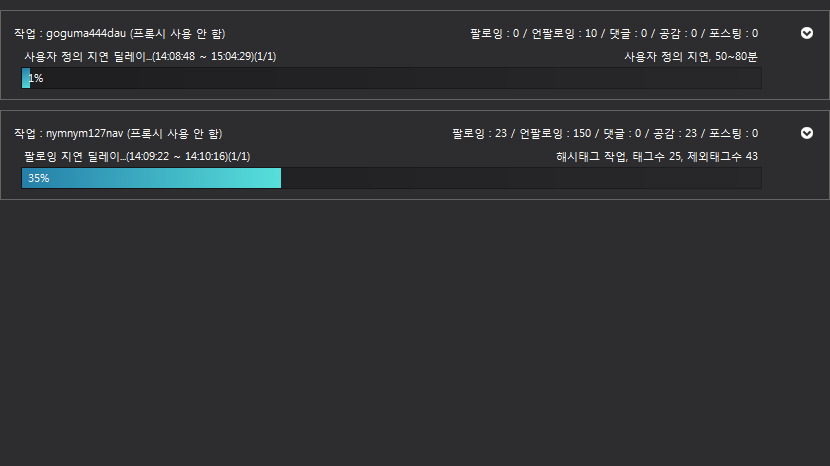 작업 : goguma444dau (프록시 사용 안 함) 팔로잉 : 0 / 언팔로잉 : 10 / 댓글 : 0 / 공감 : 0 / 포스팅 : 0
사용자 정의 지연 딜레이...(14:08:48 ~ 15:04:29)(1/1) 사용자 정의 지연, 50~80분
1%
작업 : nymnym127nav (프록시 사용 안 함) 팔로잉 : 23 / 언팔로잉 : 150 / 댓글 : 0 / 공감 : 23 / 포스팅 : 0
팔로잉 지연 딜레이...(14:09:22 ~ 14:10:16)(1/1) 해시태그 작업, 태그수 25, 제외태그수 43
35%